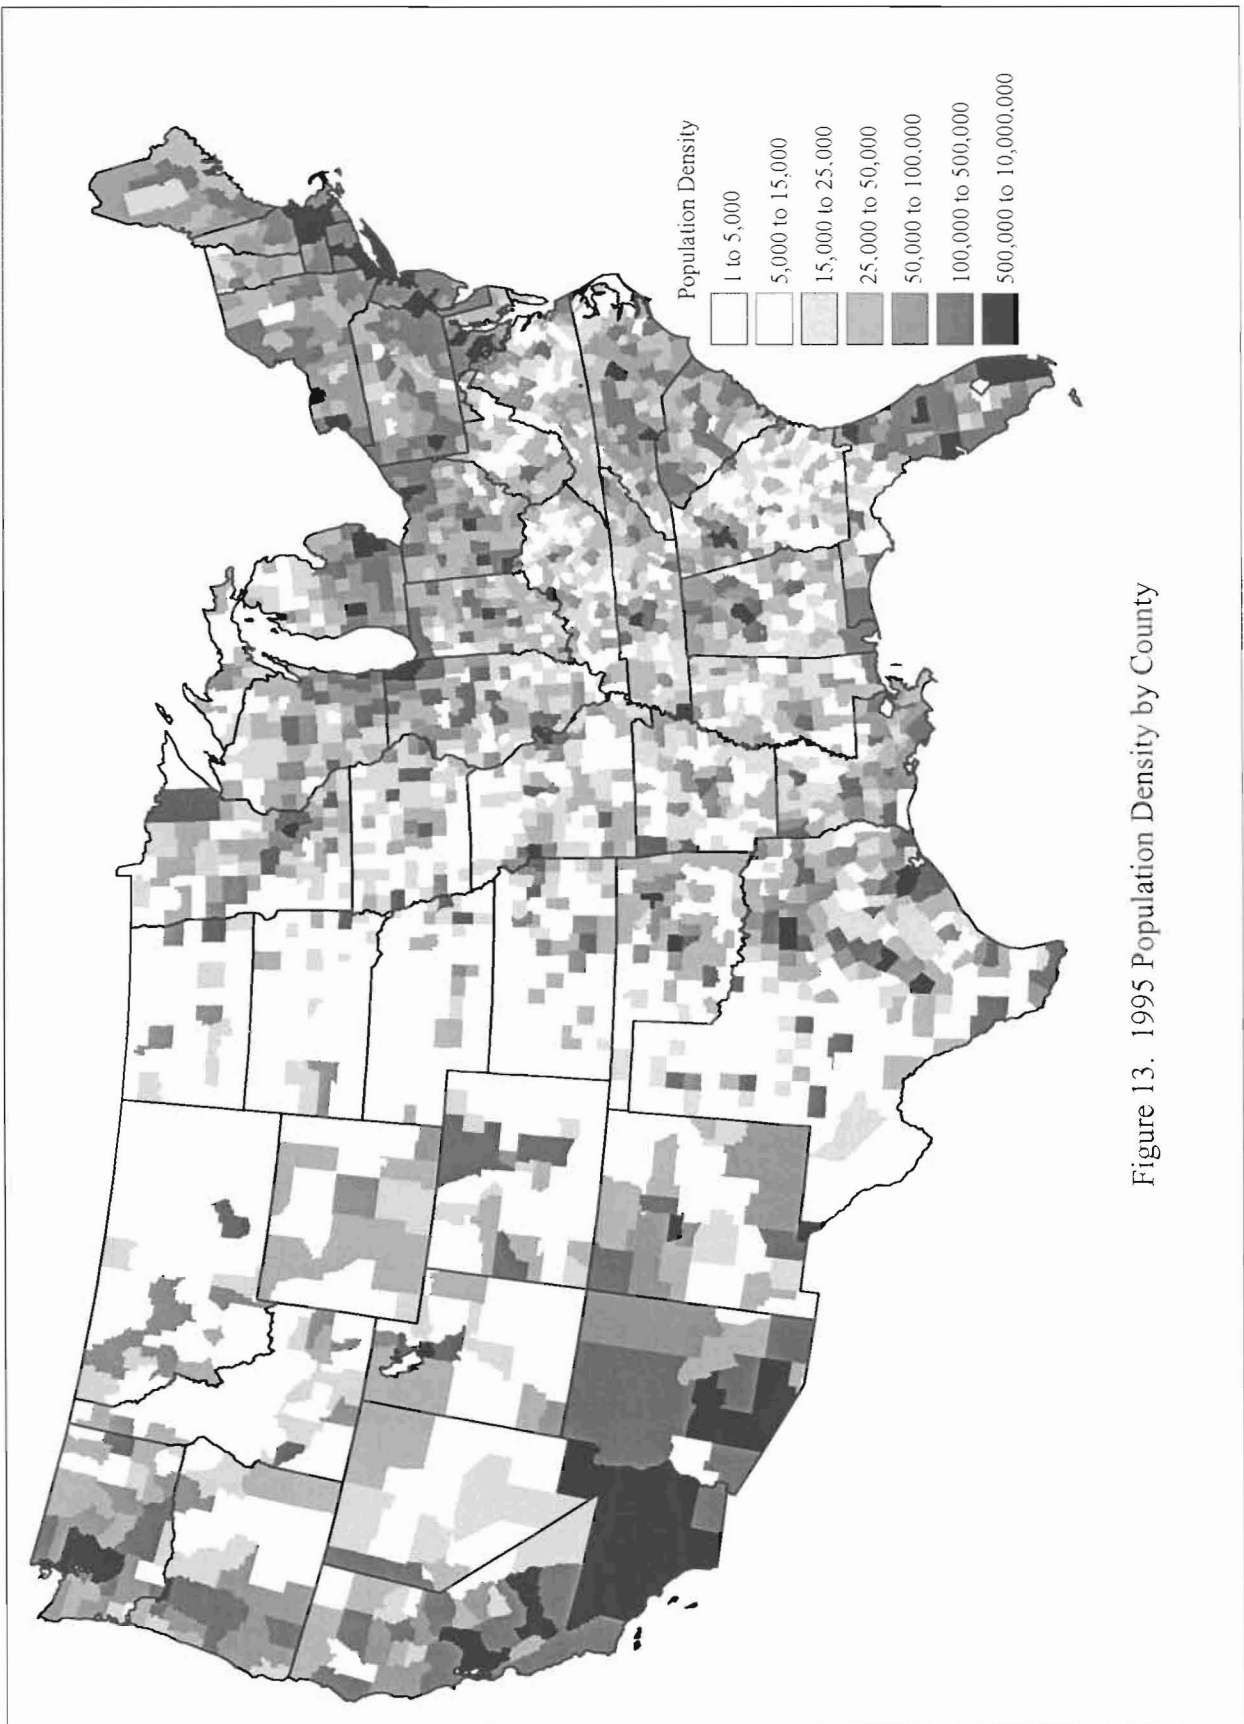 Population Density
1 to 5,000
5,000 to 15,000
15,000 to 25.000
25.000 to 50,000
50,000 to 100.000
100,000 to 500,000
500,000 to 10,000,000
Figure 13. 1995 Population Density by County